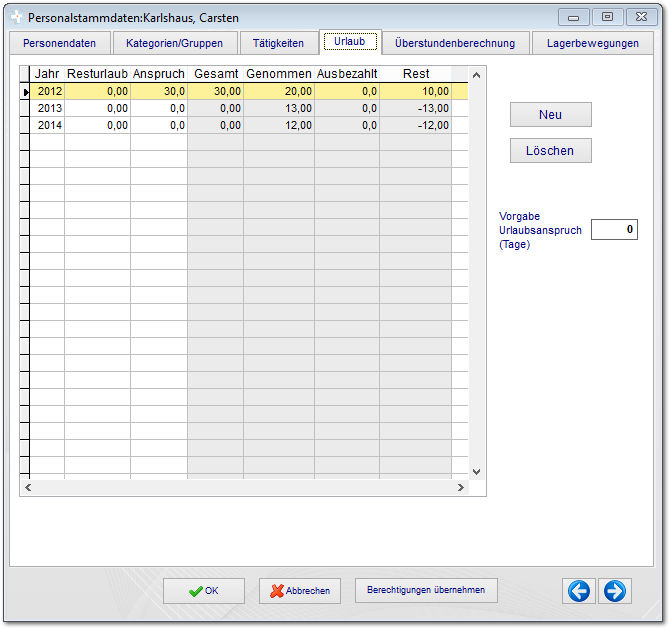 Personalstammdaten:Karlshaus, Carsten
Personendaten Kategorien/Gruppen Tätigkeiten Urlaub Überstundenberechnung Lagerbewegungen
Jahr Resturlaub Anspruch Gesamt Genommen Ausbezahlt Rest
2012 0,00 30,0 30,00 20,00 0,0 10,00
2013 0,00 0,0 0,00 13,00 0,0 -13,00
2014 0,00 0,0 0,00 12,00 0,0 -12,00
Neu
Löschen
Vorgabe
Urlaubsanspruch 0
(Tage)
OK Abbrechen Berechtigungen übernehmen